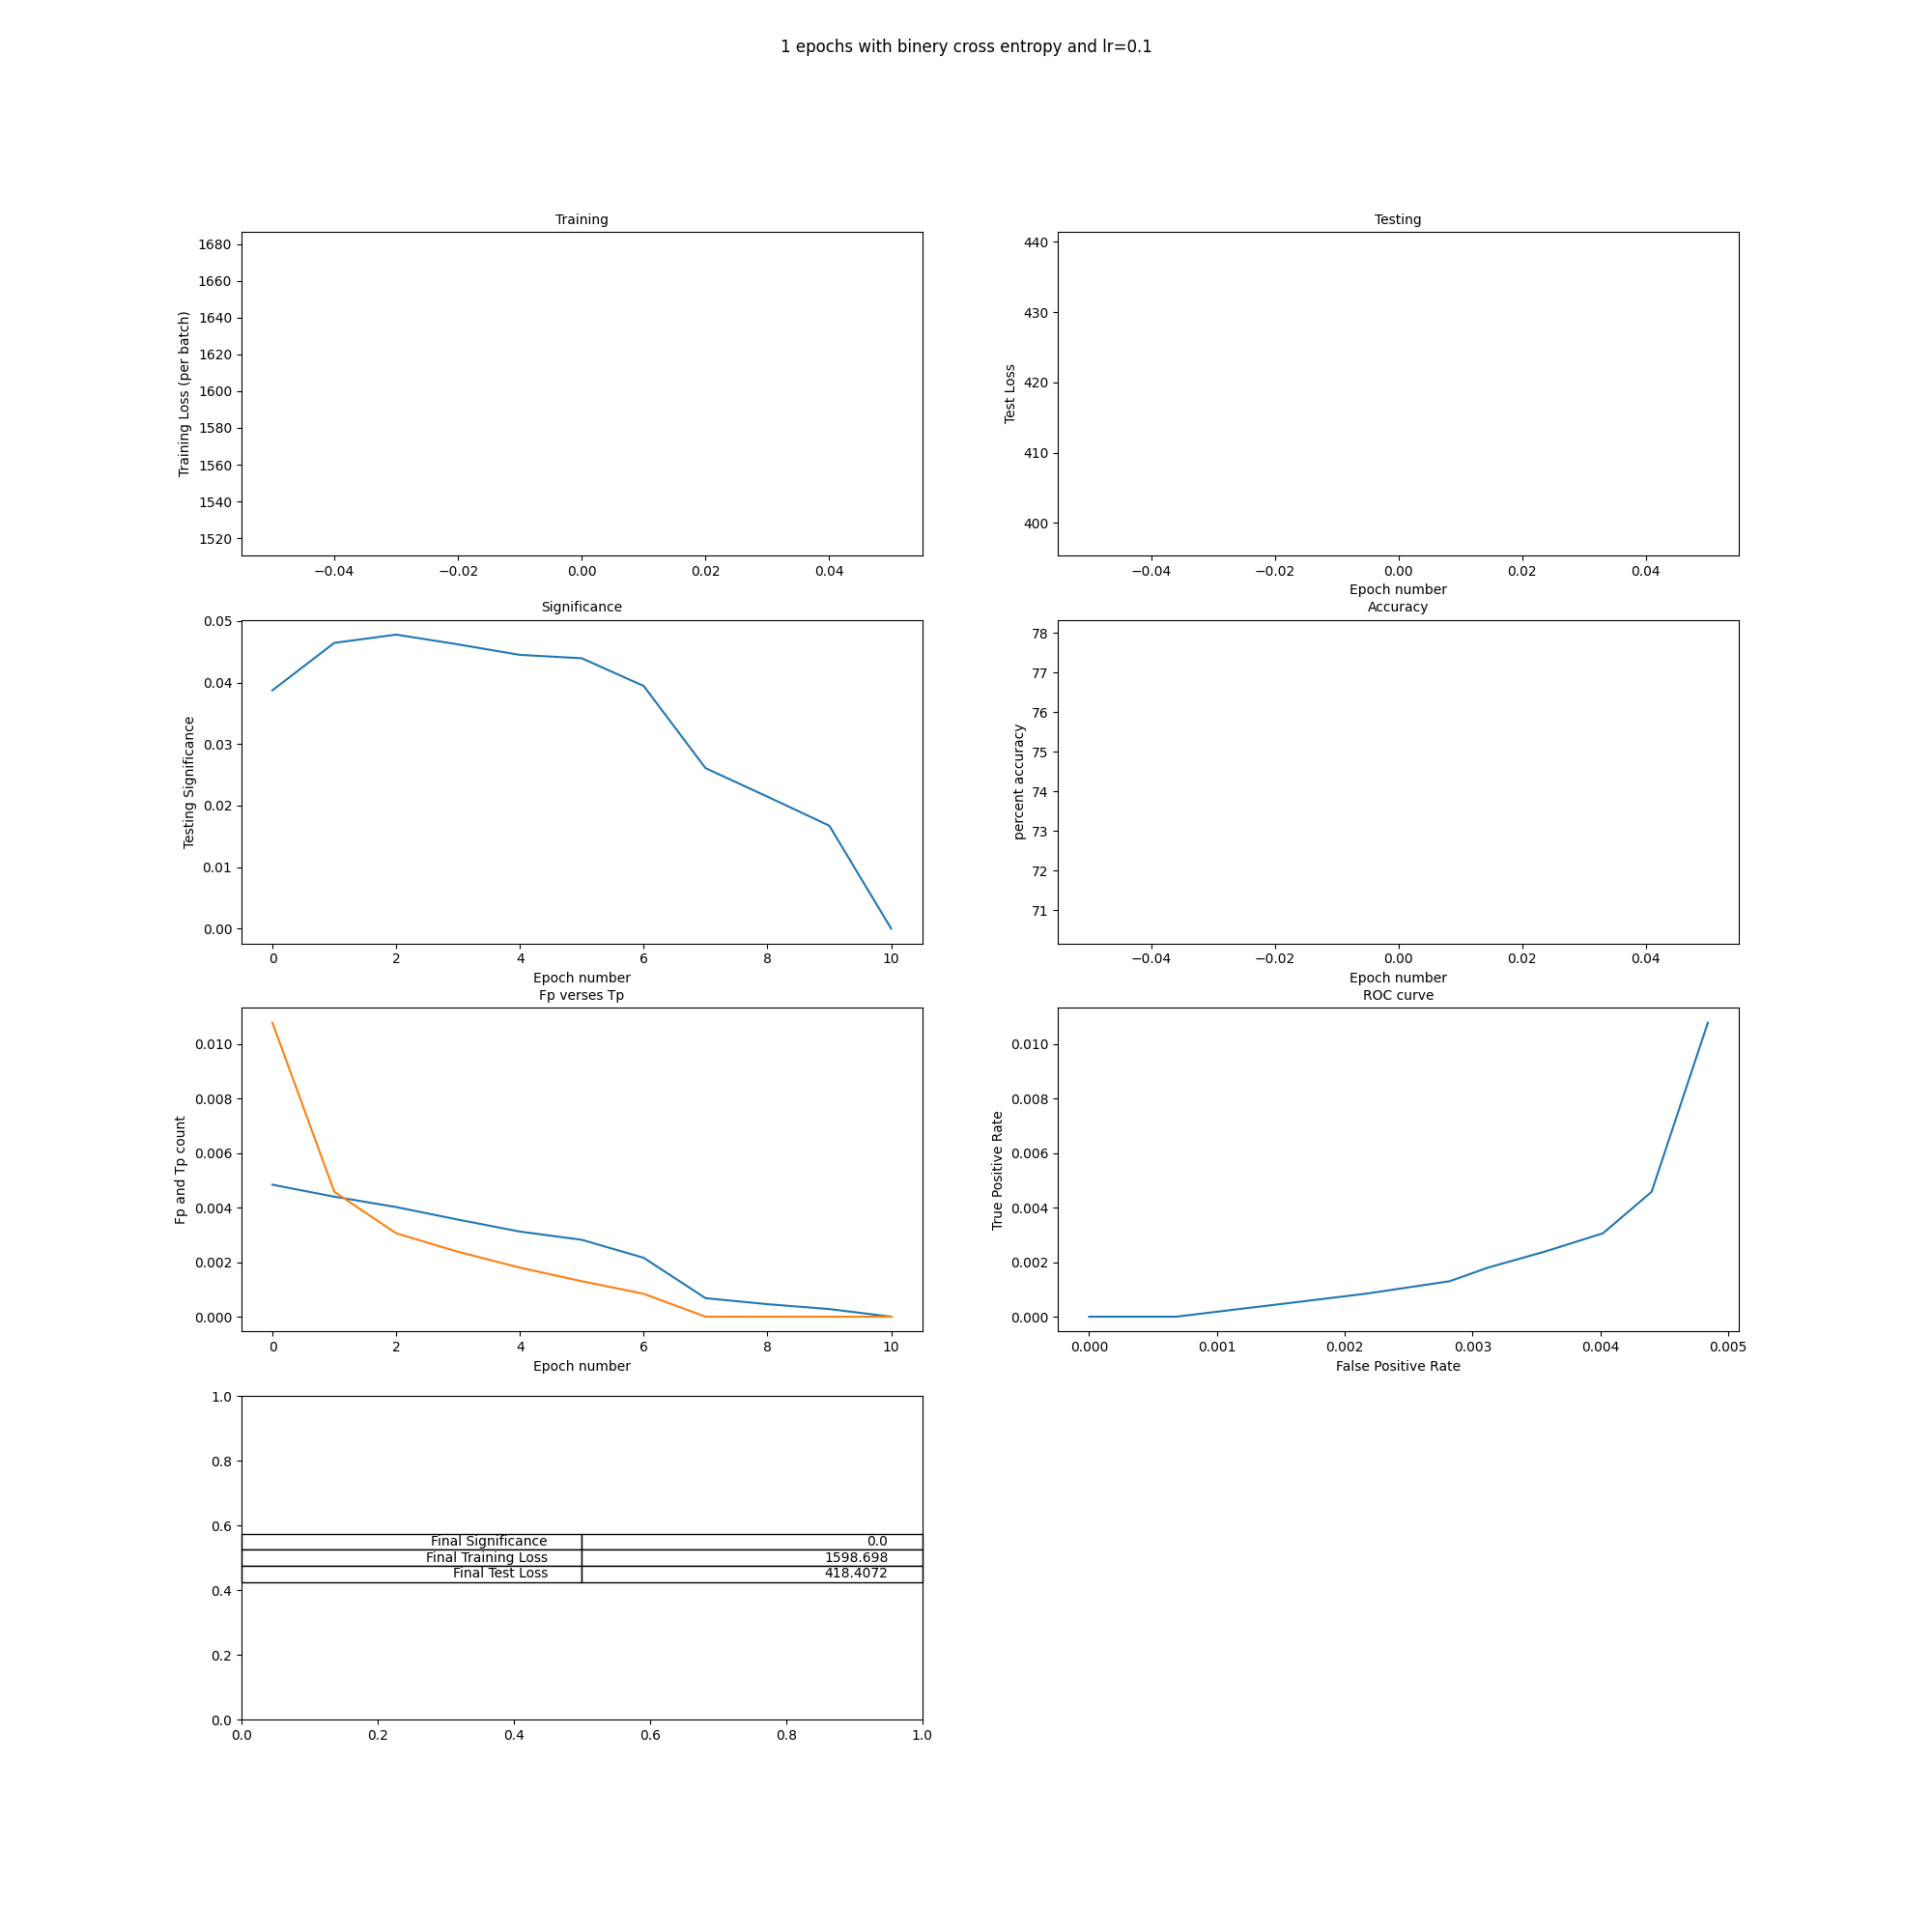 1 epochs with binery cross entropy and lr=0.1
Training
Training Loss (per batch)
1680
1660
1640
1620
1600
1580
1560
1540
1520
−0.04 −0.02 0.00 0.02 0.04
Testing
Test Loss
440
430
420
410
400
−0.04 −0.02 0.00 0.02 0.04
Epoch number
Significance
Testing Significance
0.05
0.04
0.03
0.02
0.01
0.00
0 2 4 6 8 10
Epoch number
Accuracy
percent accuracy
78
77
76
75
74
73
72
71
−0.04 −0.02 0.00 0.02 0.04
Epoch number
Fp verses Tp
Fp and Tp count
0.010
0.008
0.006
0.004
0.002
0.000
0 2 4 6 8 10
Epoch number
ROC curve
True Positive Rate
0.010
0.008
0.006
0.004
0.002
0.000
0.000 0.001 0.002 0.003 0.004 0.005
False Positive Rate
1.0
0.8
0.6
Final Significance 0.0
Final Training Loss 1598.698
Final Test Loss 418.4072
0.4
0.2
0.0
0.0 0.2 0.4 0.6 0.8 1.0